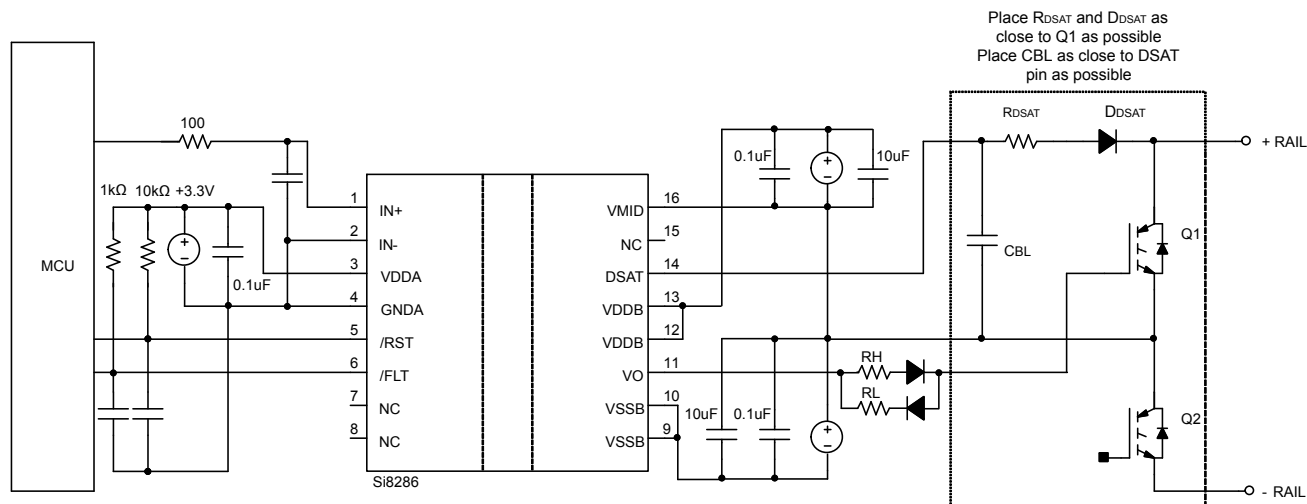 Place RDSAT and DDSAT as
close to Q1 as possible
Place CBL as close to DSAT
pin as possible
RDSAT
DDSAT
+ RAIL
100
0.1uF
10uF
1kΩ
10kΩ
+3.3V
MCU
0.1uF
1
IN+
2
IN-
3
VDDA
4
GNDA
5
/RST
6
/FLT
7
NC
8
NC
16
VMID
15
NC
14
DSAT
13
VDDB
12
VDDB
11
VO
10
VSSB
9
VSSB
Si8286
CBL
Q1
RH
RL
10uF
0.1uF
Q2
- RAIL